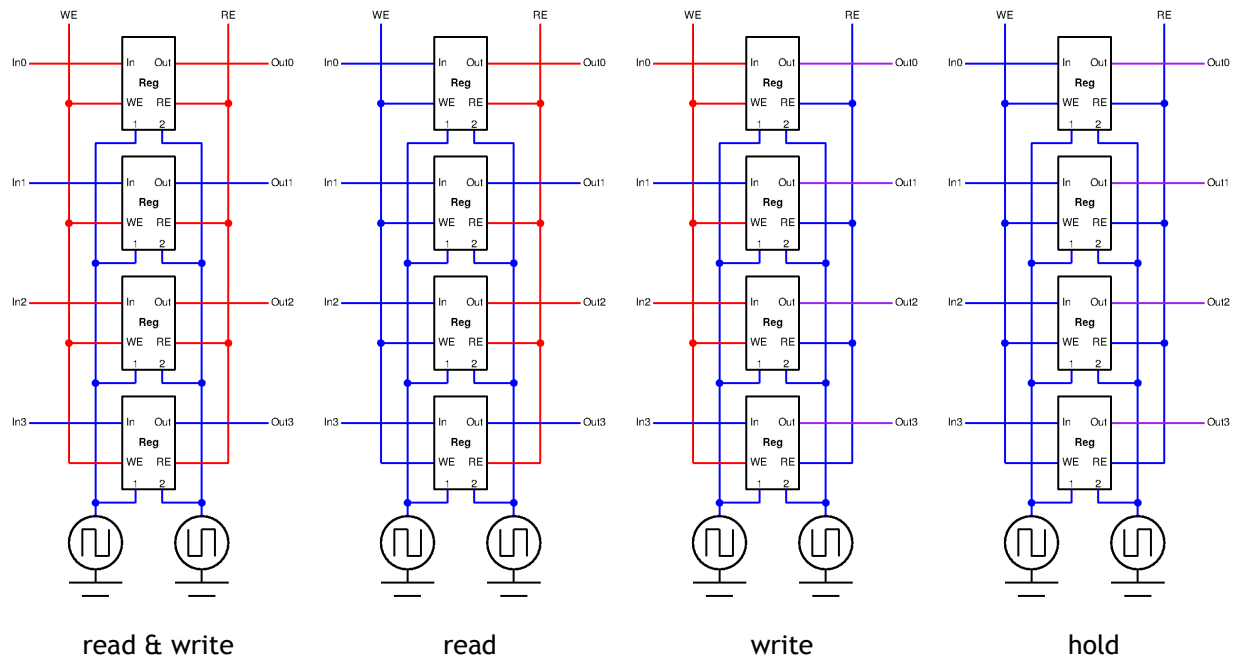 WE RE WE RE WE RE WE RE
In0 In Out Out0 In0 In Out Out0 In0 In Out Out0 In0 In Out Out0
Reg Reg Reg Reg
WE RE WE RE WE RE WE RE
1 2 1 2 1 2 1 2
In1 In Out Out1 In1 In Out Out1 In1 In Out Out1 In1 In Out Out1
Reg Reg Reg Reg
WE RE WE RE WE RE WE RE
1 2 1 2 1 2 1 2
In2 In Out Out2 In2 In Out Out2 In2 In Out Out2 In2 In Out Out2
Reg Reg Reg Reg
WE RE WE RE WE RE WE RE
1 2 1 2 1 2 1 2
In3 In Out Out3 In3 In Out Out3 In3 In Out Out3 In3 In Out Out3
Reg Reg Reg Reg
WE RE WE RE WE RE WE RE
1 2 1 2 1 2 1 2
read & write read write hold